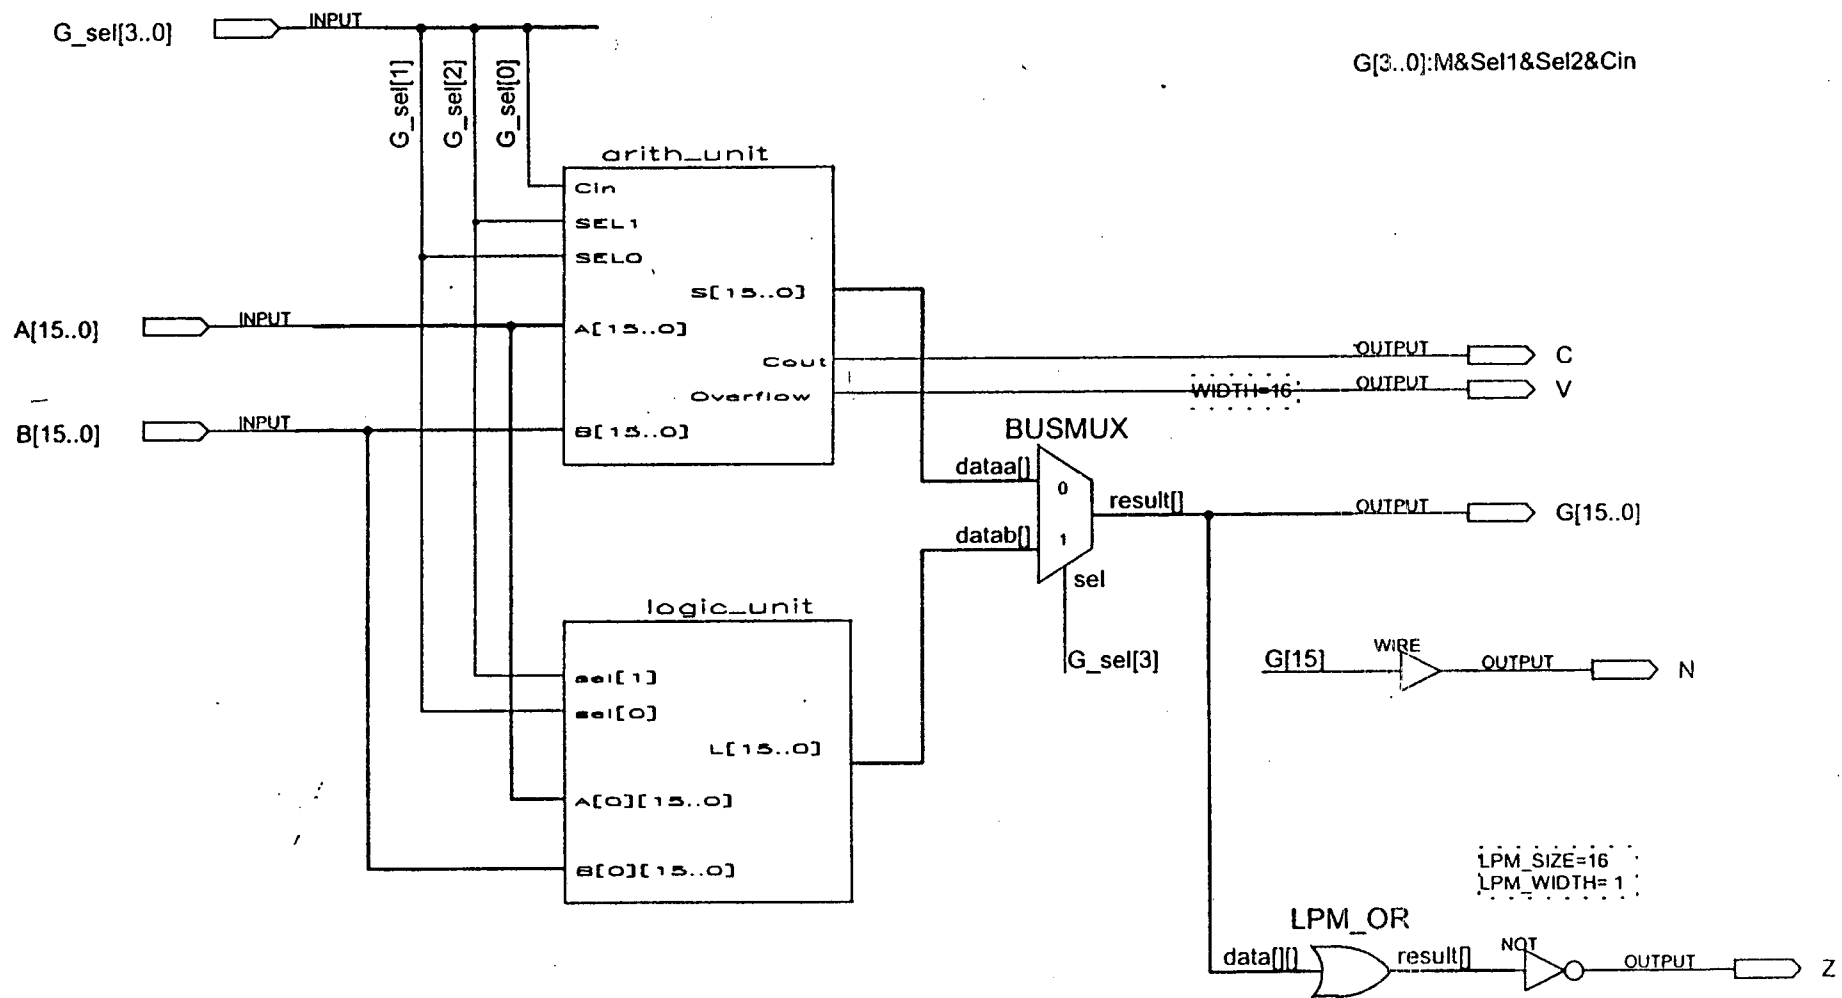 G_sel[3..0]
INPUT
G[3..0]:M&Sel1&Sel2&Cin
G_sel[1]
G_sel[2]
G_sel[0]
arith_unit
Cin
SEL1
SEL0
S[15..0]
A[15..0]
INPUT
A[15..0]
Cout
OUTPUT
C
Overflow
WIDTH=16
OUTPUT
V
B[15..0]
INPUT
B[15..0]
BUSMUX
dataa[]
0
result[]
OUTPUT
G[15..0]
datab[]
1
sel
logic_unit
G_sel[3]
G[15]
WIRE
OUTPUT
N
sel[1]
sel[0]
L[15..0]
A[0][15..0]
B[0][15..0]
LPM_SIZE=16
LPM_WIDTH= 1
LPM_OR
data[][]
result[]
NOT
OUTPUT
Z